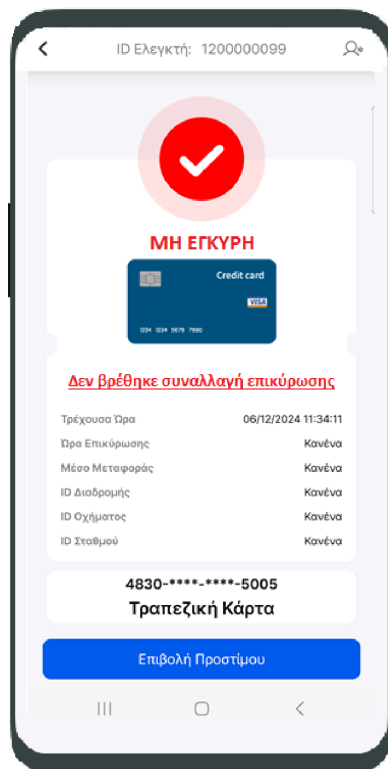 ID Ελεγκτή: 1200000099
ΜΗ ΕΓΚΥΡΗ
Credit card
VISA
1234 1234 5678 7890
Δεν βρέθηκε συναλλαγή επικύρωσης
Τρέχουσα Ώρα 06/12/2024 11:34:11
Ώρα Επικύρωσης Κανένα
Μέσο Μεταφοράς Κανένα
ID Διαδρομής Κανένα
ID Οχήματος Κανένα
ID Σταθμού Κανένα
4830-****-****-5005
Τραπεζική Κάρτα
Επιβολή Προστίμου